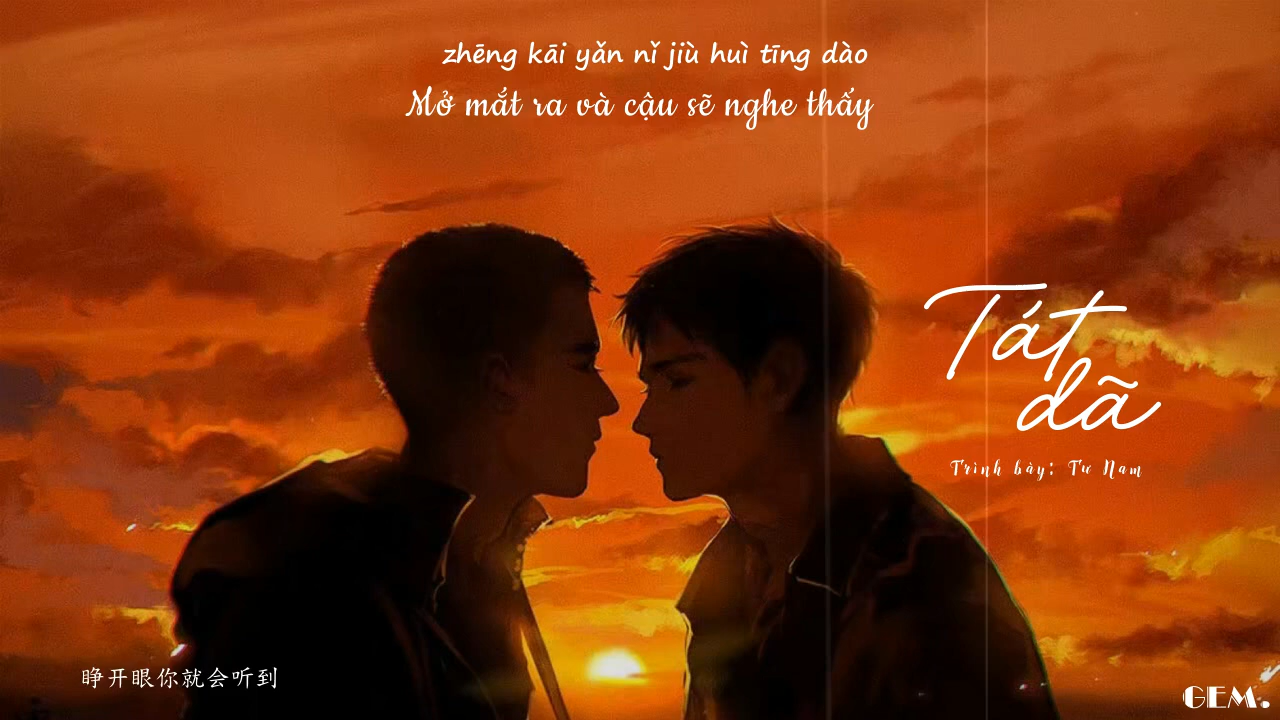 zhēng kāi yǎn nǐ jiù huì tīng dào
Mở mắt ra và cậu sẽ nghe thấy
Tát
dã
Trình bày: Tư Nam
睁开眼你就会听到
GEM.